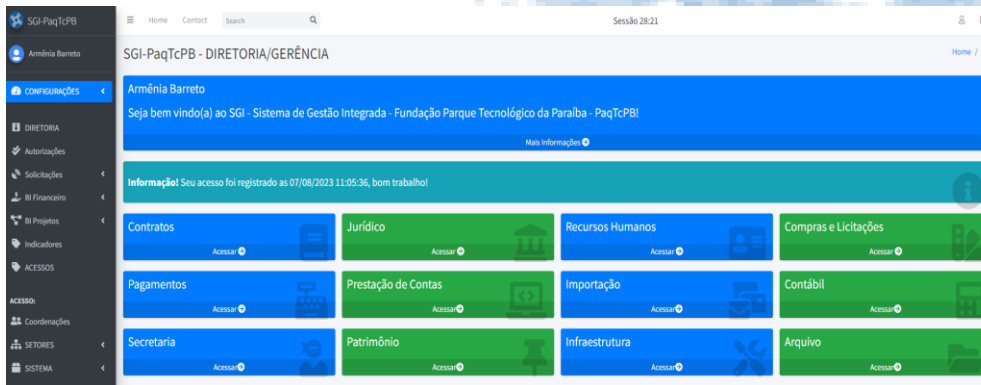 SGI-PaqTcPB
Home Contact Search Sessão 28:21
Armênia Barreto
SGI-PaqTcPB - DIRETORIA/GERÊNCIA
Home /
CONFIGURAÇÕES
DIRETORIA
Autorizações
Solicitações
BI Financeiro
BI Projetos
Indicadores
ACESSOS
ACESSO:
Coordenações
SETORES
SISTEMA
Armênia Barreto
Seja bem vindo(a) ao SGI - Sistema de Gestão Integrada - Fundação Parque Tecnológico da Paraíba - PaqTcPB!
Mais Informações
Informação! Seu acesso foi registrado as 07/08/2023 11:05:36, bom trabalho!
Contratos Jurídico Recursos Humanos Compras e Licitações
Acessar Acessar Acessar Acessar
Pagamentos Prestação de Contas Importação Contábil
Acessar Acessar Acessar Acessar
Secretaria Patrimônio Infraestrutura Arquivo
Acessar Acessar Acessar Acessar